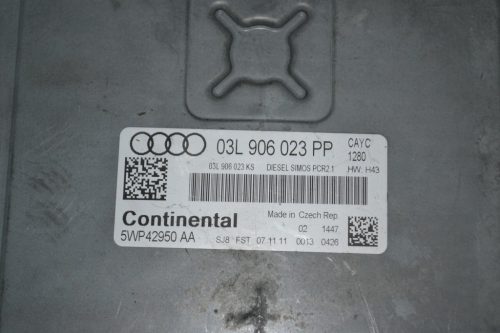 03L 906 023 PP CAYC
1280
03L 906 023 KS DIESEL SIMOS PCR2.1 HW: H43
Continental Made in Czech Rep.
02 1447
5WP42950 AA SJ8 FST 07.11.11 0013 0426